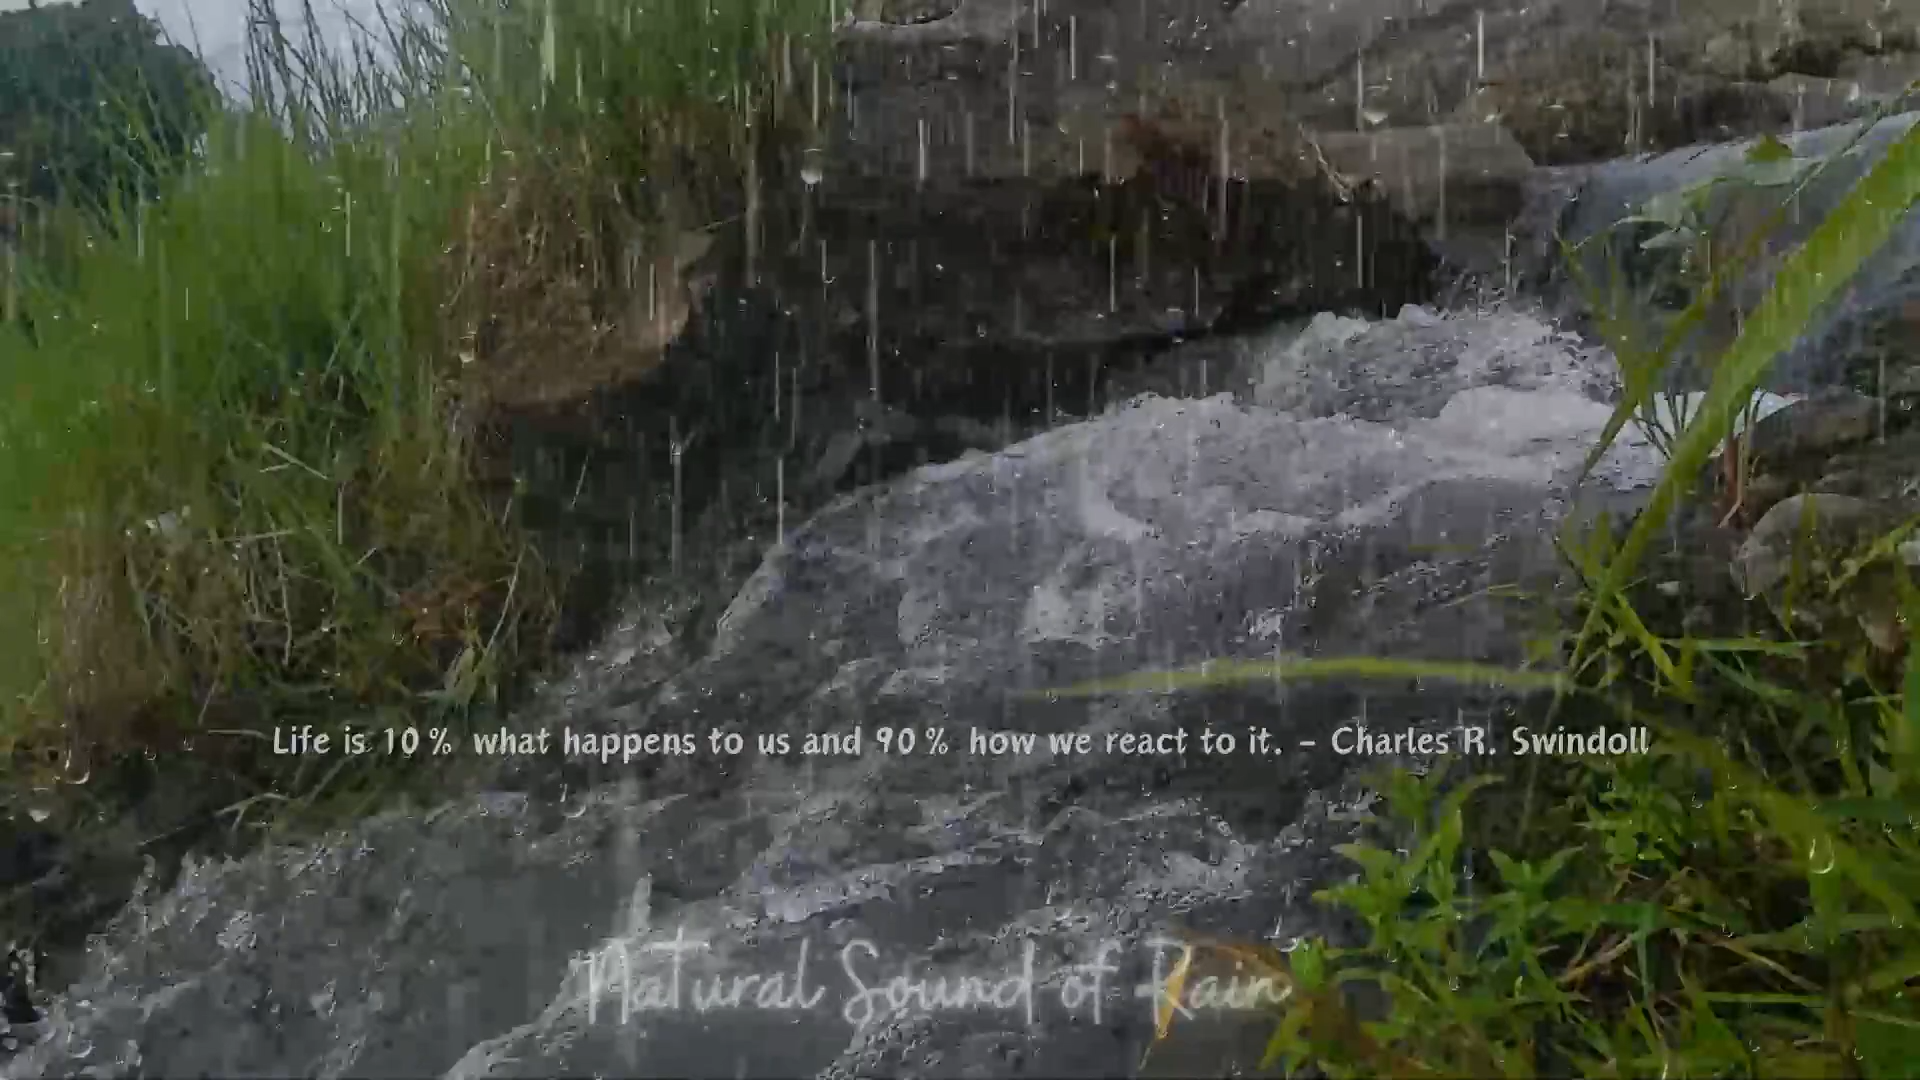 Life is 10% what happens to us and 90% how we react to it. – Charles R. Swindoll
Natural Sound of Rain